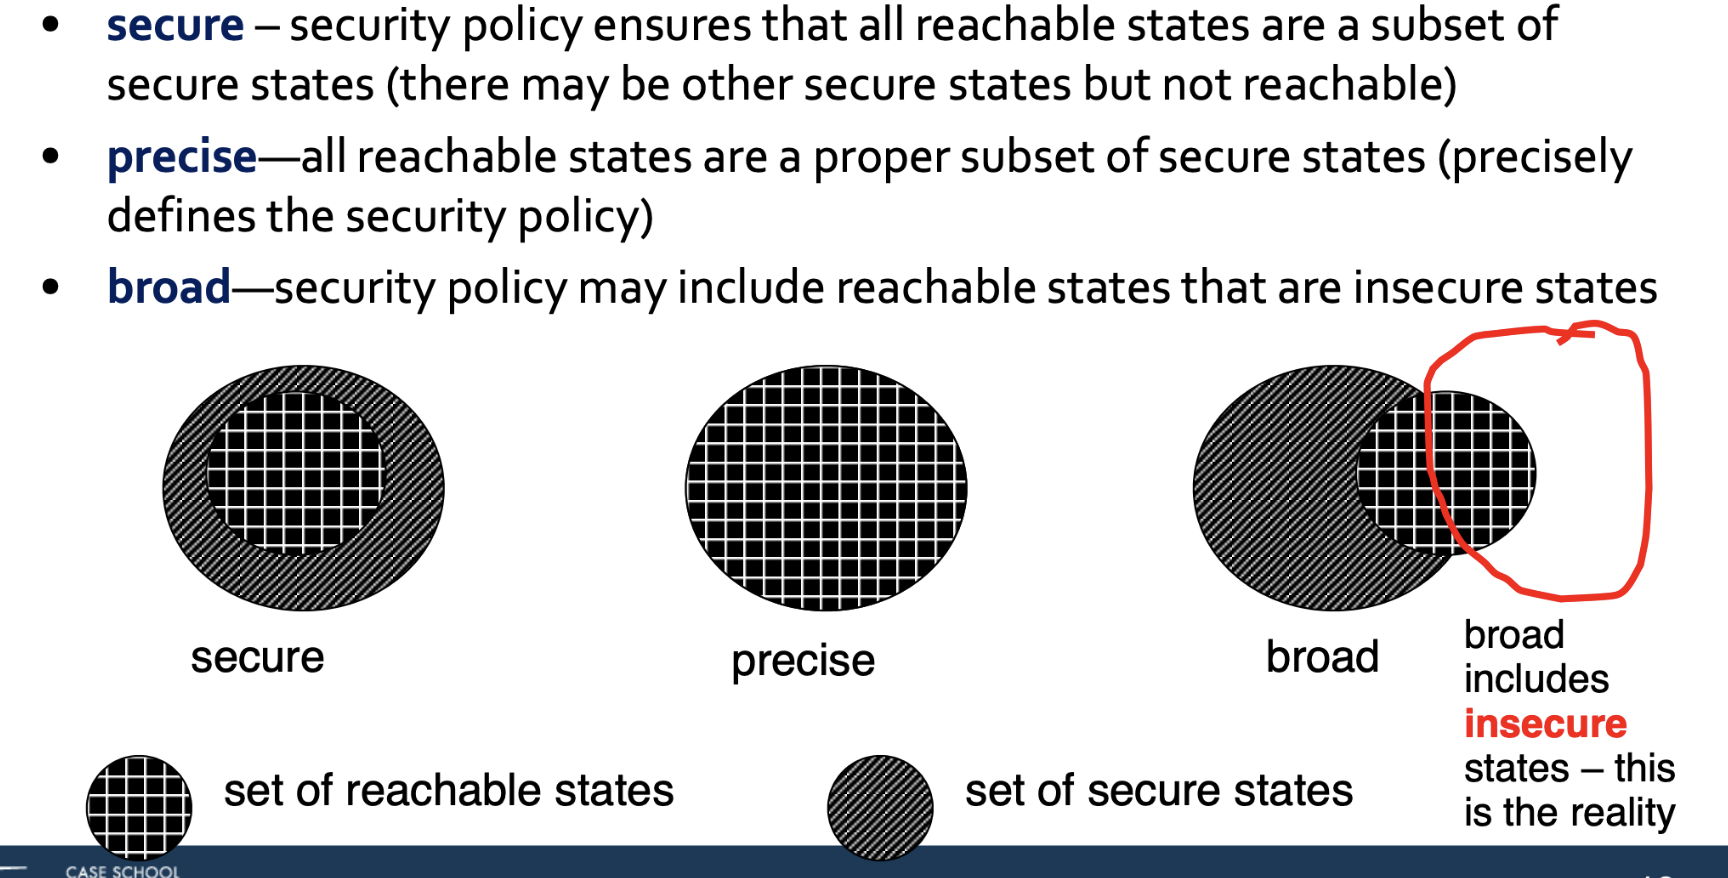 • secure – security policy ensures that all reachable states are a subset of
secure states (there may be other secure states but not reachable)
• precise—all reachable states are a proper subset of secure states (precisely
defines the security policy)
• broad—security policy may include reachable states that are insecure states
secure
precise
broad
broad
includes
insecure
states – this
is the reality
set of reachable states
set of secure states
CASE SCHOOL